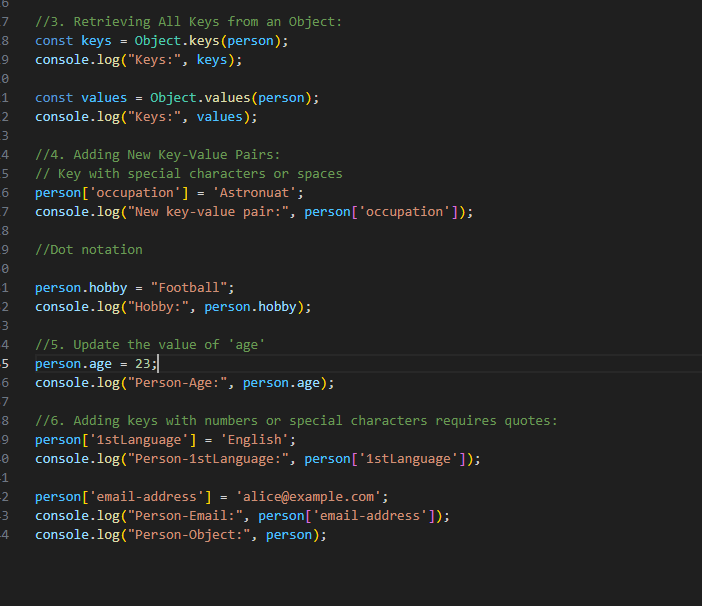 6
7 //3. Retrieving All Keys from an Object:
8 const keys = Object.keys(person);
9 console.log("Keys:", keys);
0
1 const values = Object.values(person);
2 console.log("Keys:", values);
3
4 //4. Adding New Key-Value Pairs:
5 // Key with special characters or spaces
6 person['occupation'] = 'Astronuat';
7 console.log("New key-value pair:", person['occupation']);
8
9 //Dot notation
0
1 person.hobby = "Football";
2 console.log("Hobby:", person.hobby);
3
4 //5. Update the value of 'age'
5 person.age = 23;
6 console.log("Person-Age:", person.age);
7
8 //6. Adding keys with numbers or special characters requires quotes:
9 person['1stLanguage'] = 'English';
0 console.log("Person-1stLanguage:", person['1stLanguage']);
1
2 person['email-address'] = 'alice@example.com';
3 console.log("Person-Email:", person['email-address']);
4 console.log("Person-Object:", person);